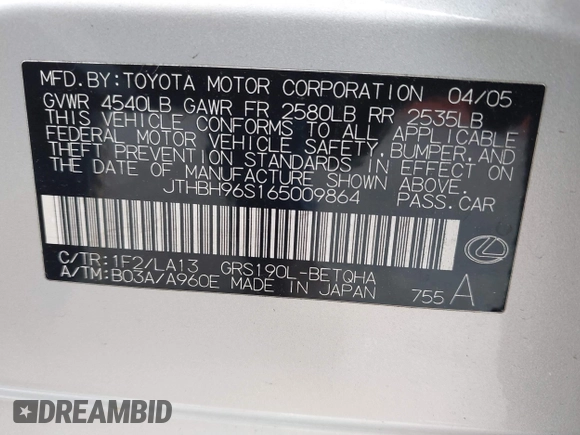 MFD.BY:TOYOTA MOTOR CORPORATION 04/05
GVWR 4540LB GAWR FR 2580LB RR 2535LB
THIS VEHICLE CONFORMS TO ALL APPLICABLE
FEDERAL MOTOR VEHICLE SAFETY,BUMPER,AND
THEFT PREVENTION STANDARDS IN EFFECT ON
THE DATE OF MANUFACTURE SHOWN ABOVE.
JTHBH96S165009864 PASS.CAR
C/TR:1F2/LA13 GRS190L-BETQHA
A/TM:B03A/A960E MADE IN JAPAN 755 A
DREAMBID